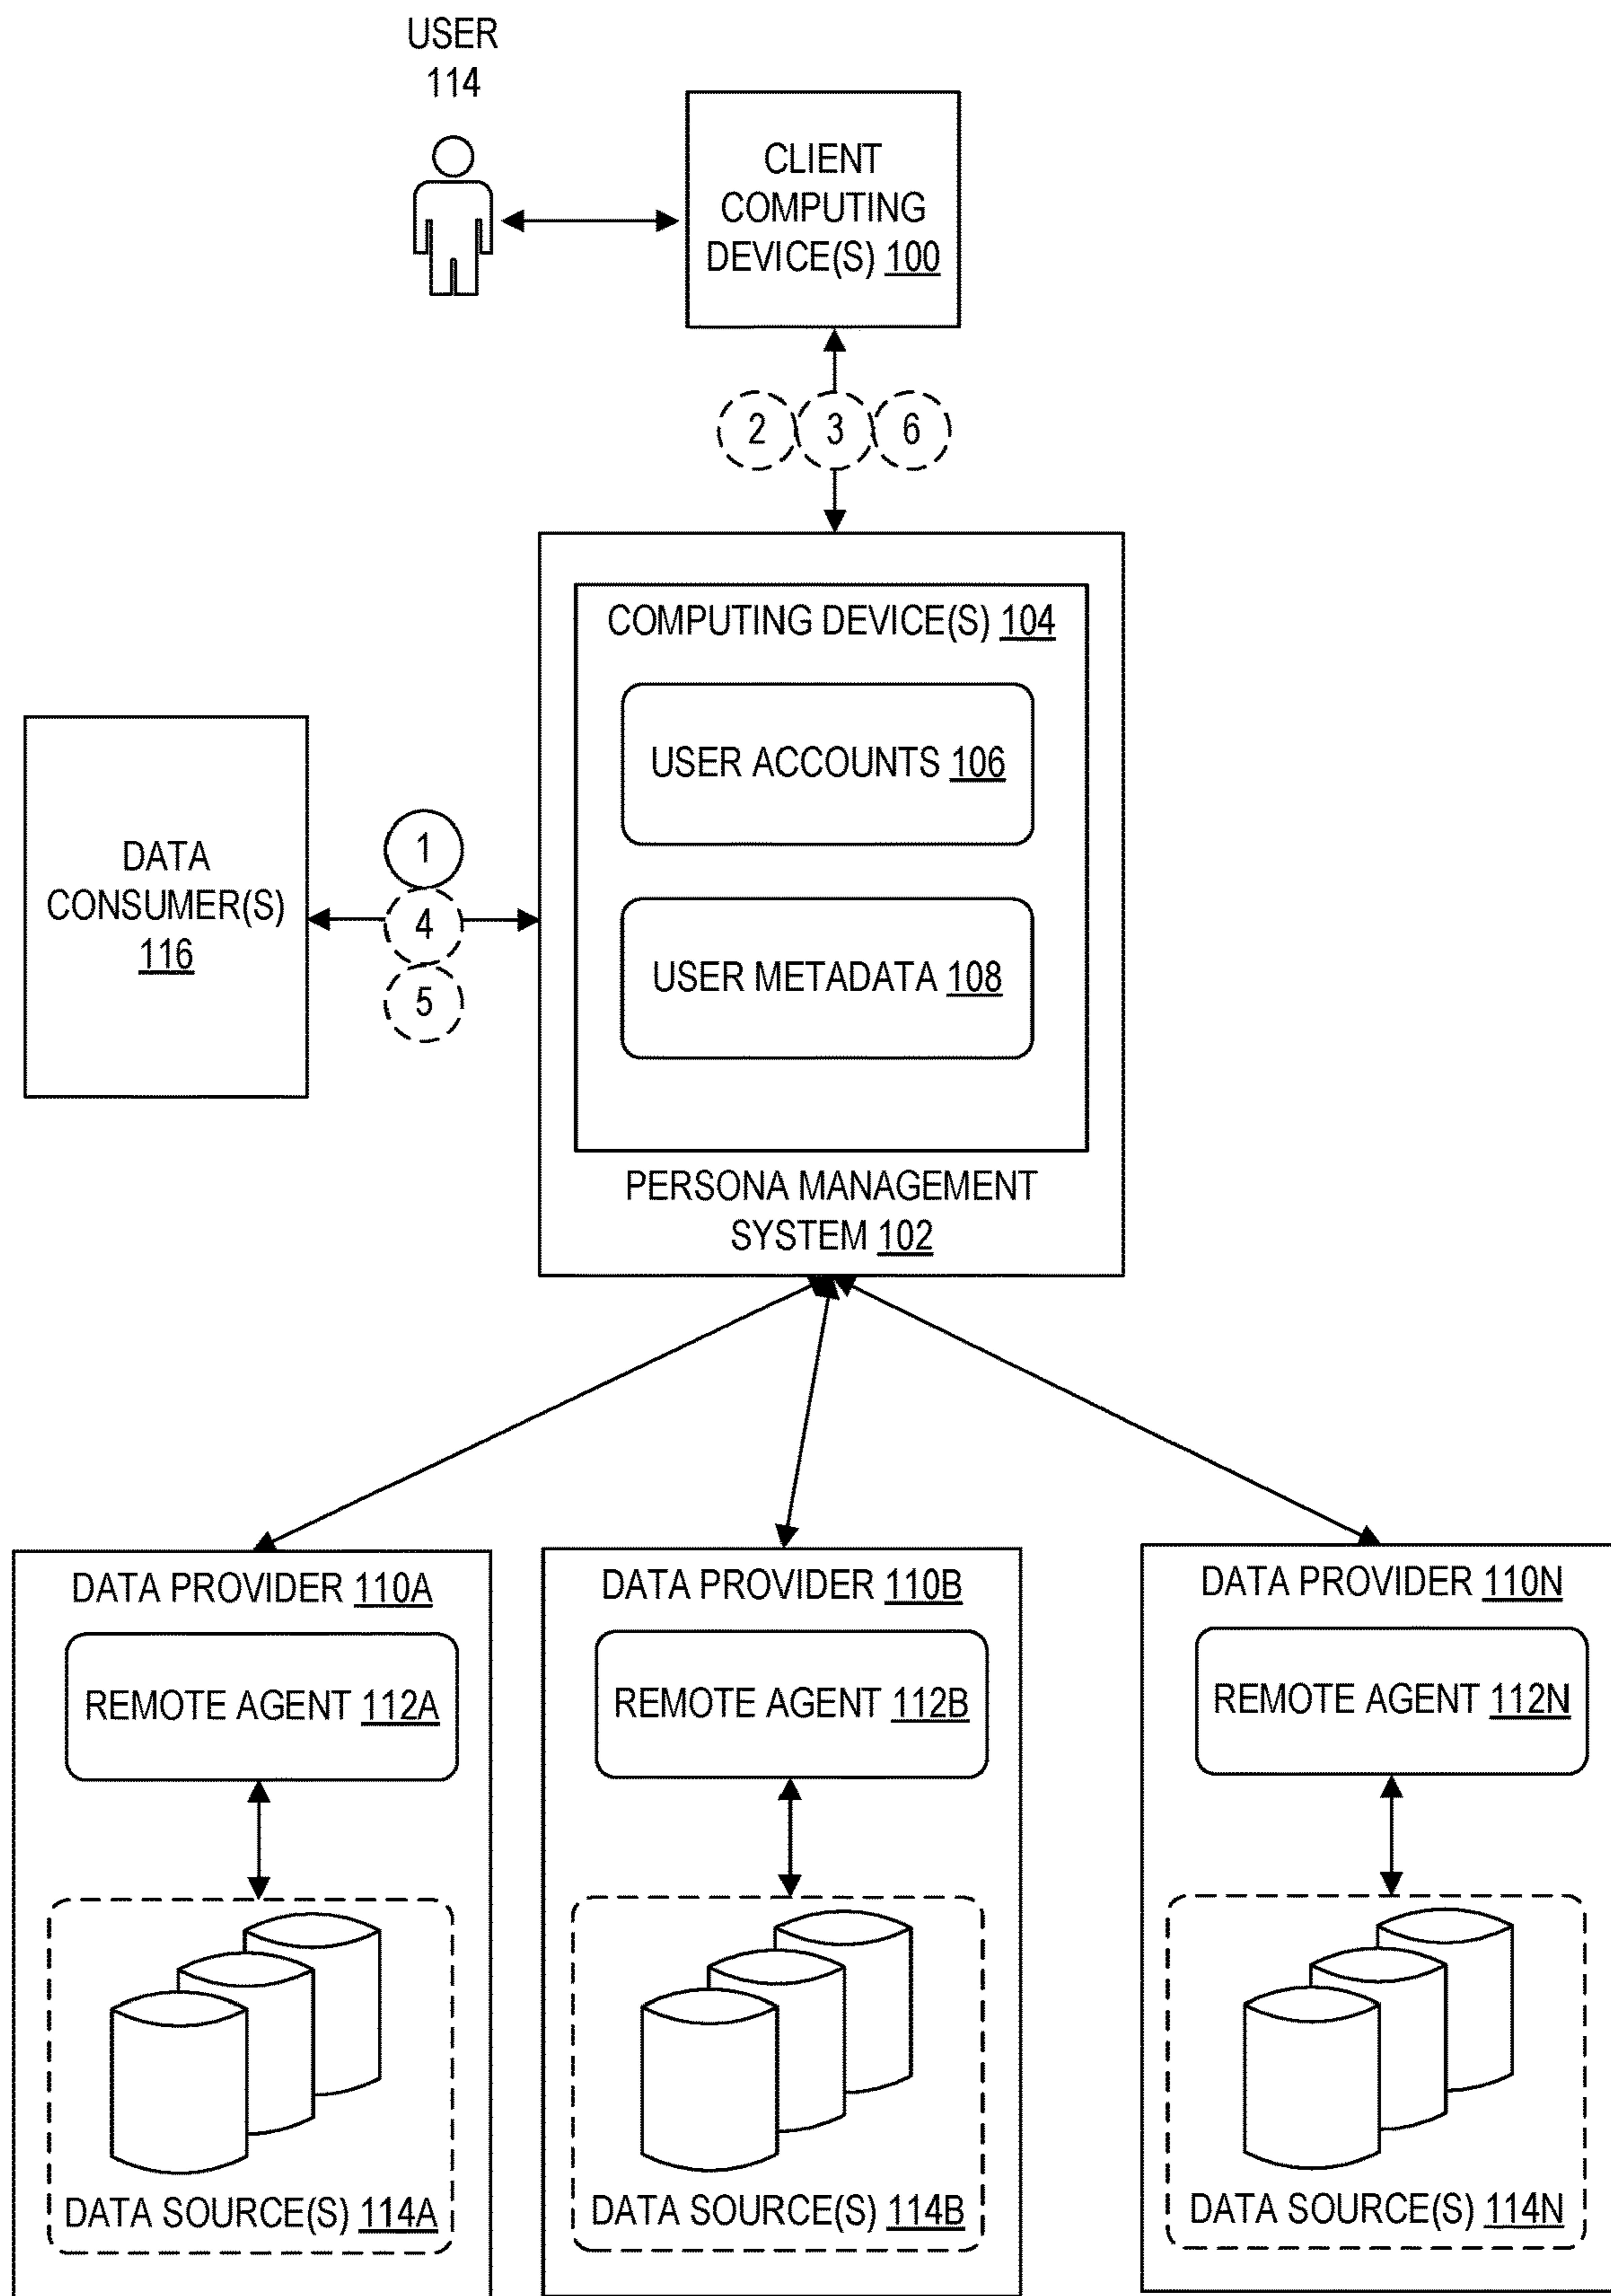 USER
114
CLIENT
COMPUTING
DEVICE(S) 100
2 3 6
COMPUTING DEVICE(S) 104
USER ACCOUNTS 106
USER METADATA 108
PERSONA MANAGEMENT
SYSTEM 102
DATA
CONSUMER(S)
116
1
4
5
DATA PROVIDER 110A
REMOTE AGENT 112A
DATA SOURCE(S) 114A
DATA PROVIDER 110B
REMOTE AGENT 112B
DATA SOURCE(S) 114B
DATA PROVIDER 110N
REMOTE AGENT 112N
DATA SOURCE(S) 114N